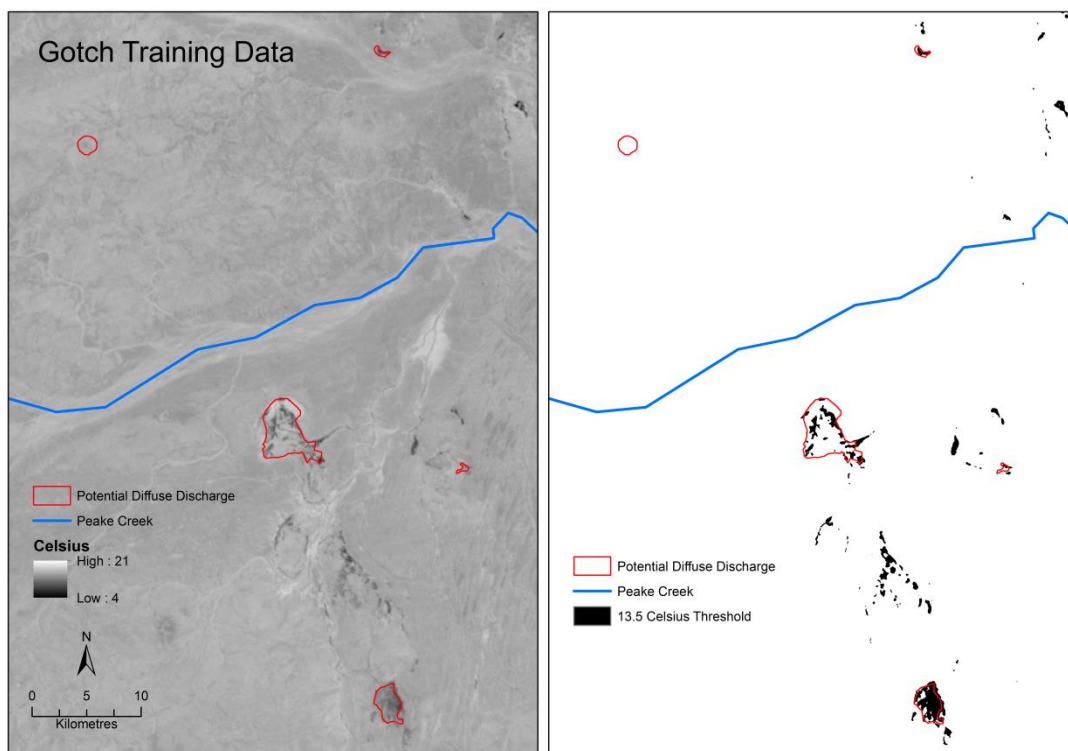 Gotch Training Data
Potential Diffuse Discharge
Peake Creek
Celsius
High : 21
Low : 4
N
0 5 10
Kilometres
Potential Diffuse Discharge
Peake Creek
13.5 Celsius Threshold